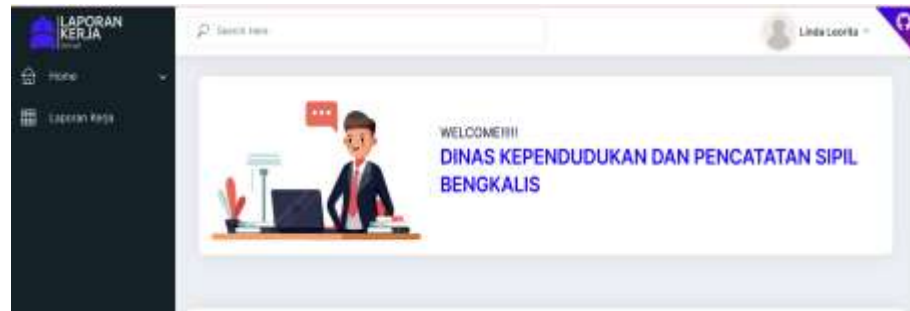 LAPORAN
KERJA
Search Here
Linda Leorita
Home
Laporan Kerja
WELCOME!!!!!
DINAS KEPENDUDUKAN DAN PENCATATAN SIPIL
BENGKALIS